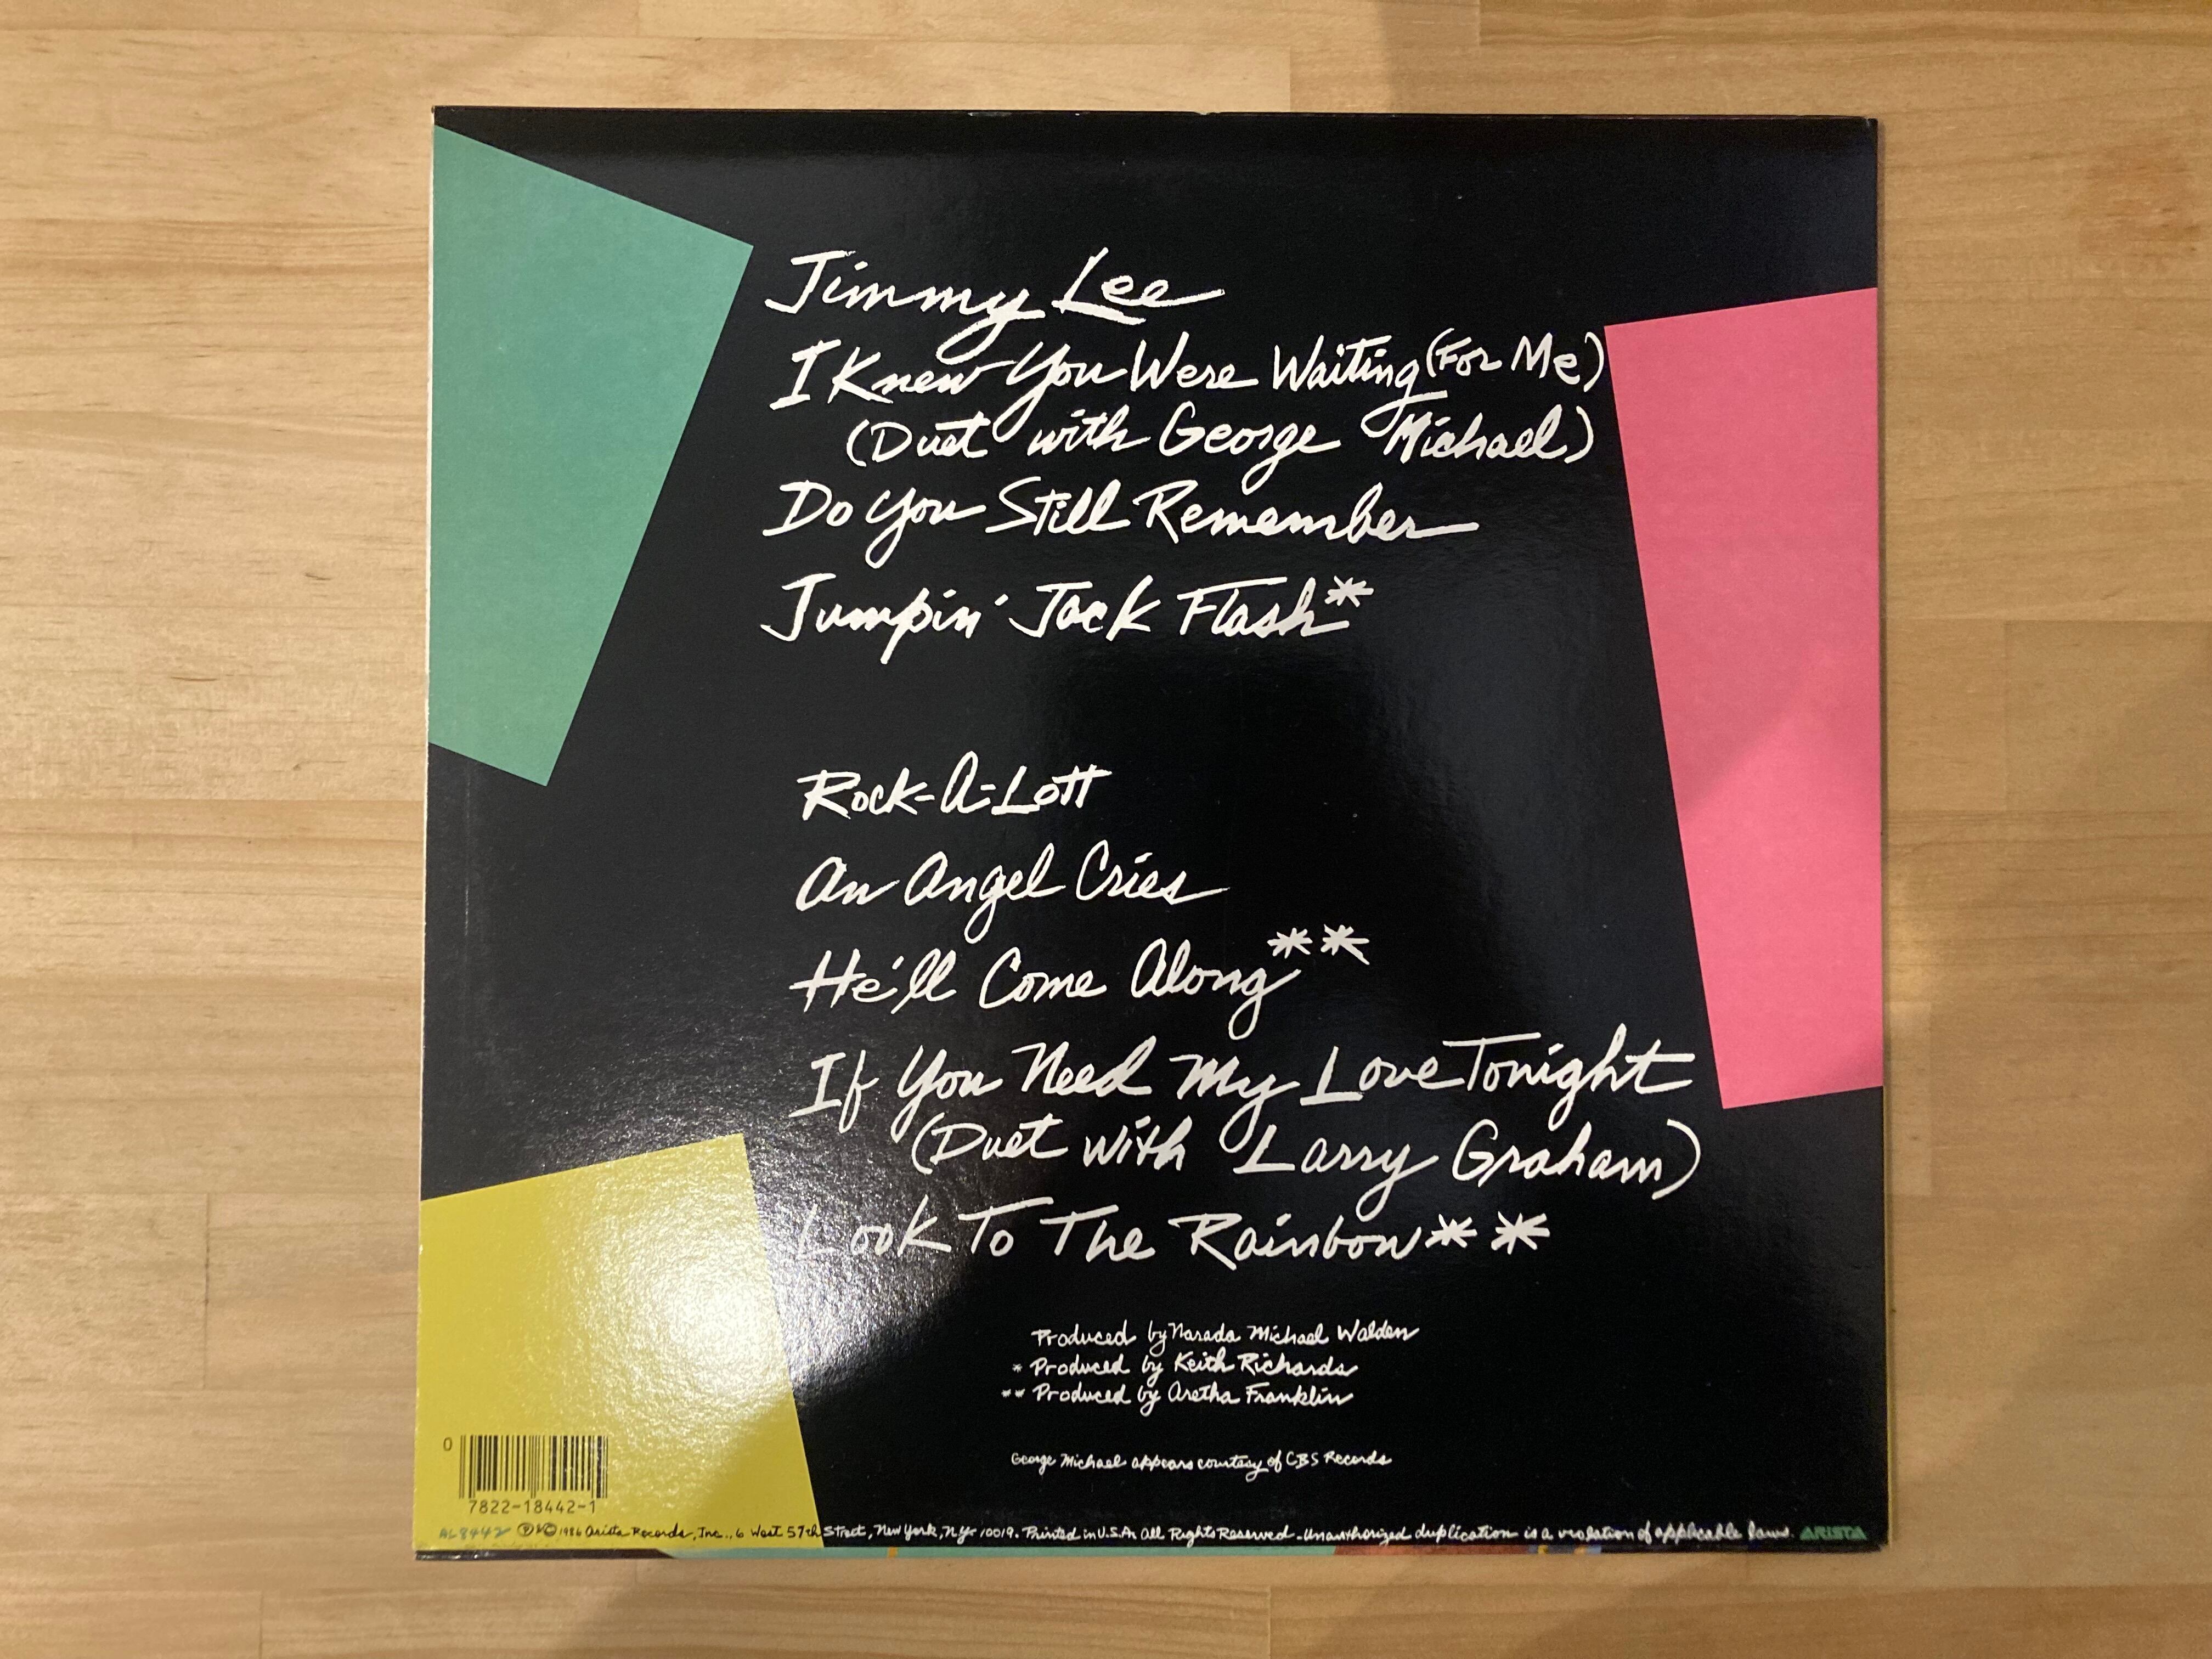 Jimmy Lee
I Knew You Were Waiting (For Me)
(Duet with George Michael)
Do You Still Remember
Jumpin' Jack Flash*
Rock-A-Lott
An Angel Cries
He'll Come Along**
If You Need My Love Tonight
(Duet with Larry Graham)
Look To The Rainbow**
Produced by Narada Michael Walden
* Produced by Keith Richards
** Produced by Aretha Franklin
George Michael appears courtesy of CBS Records
0
7822-18442-1
AL8442 ℗&© 1986 Arista Records, Inc., 6 West 57th Street, New York, N.Y. 10019. Printed in U.S.A. All Rights Reserved. Unauthorized duplication is a violation of applicable laws. ARISTA